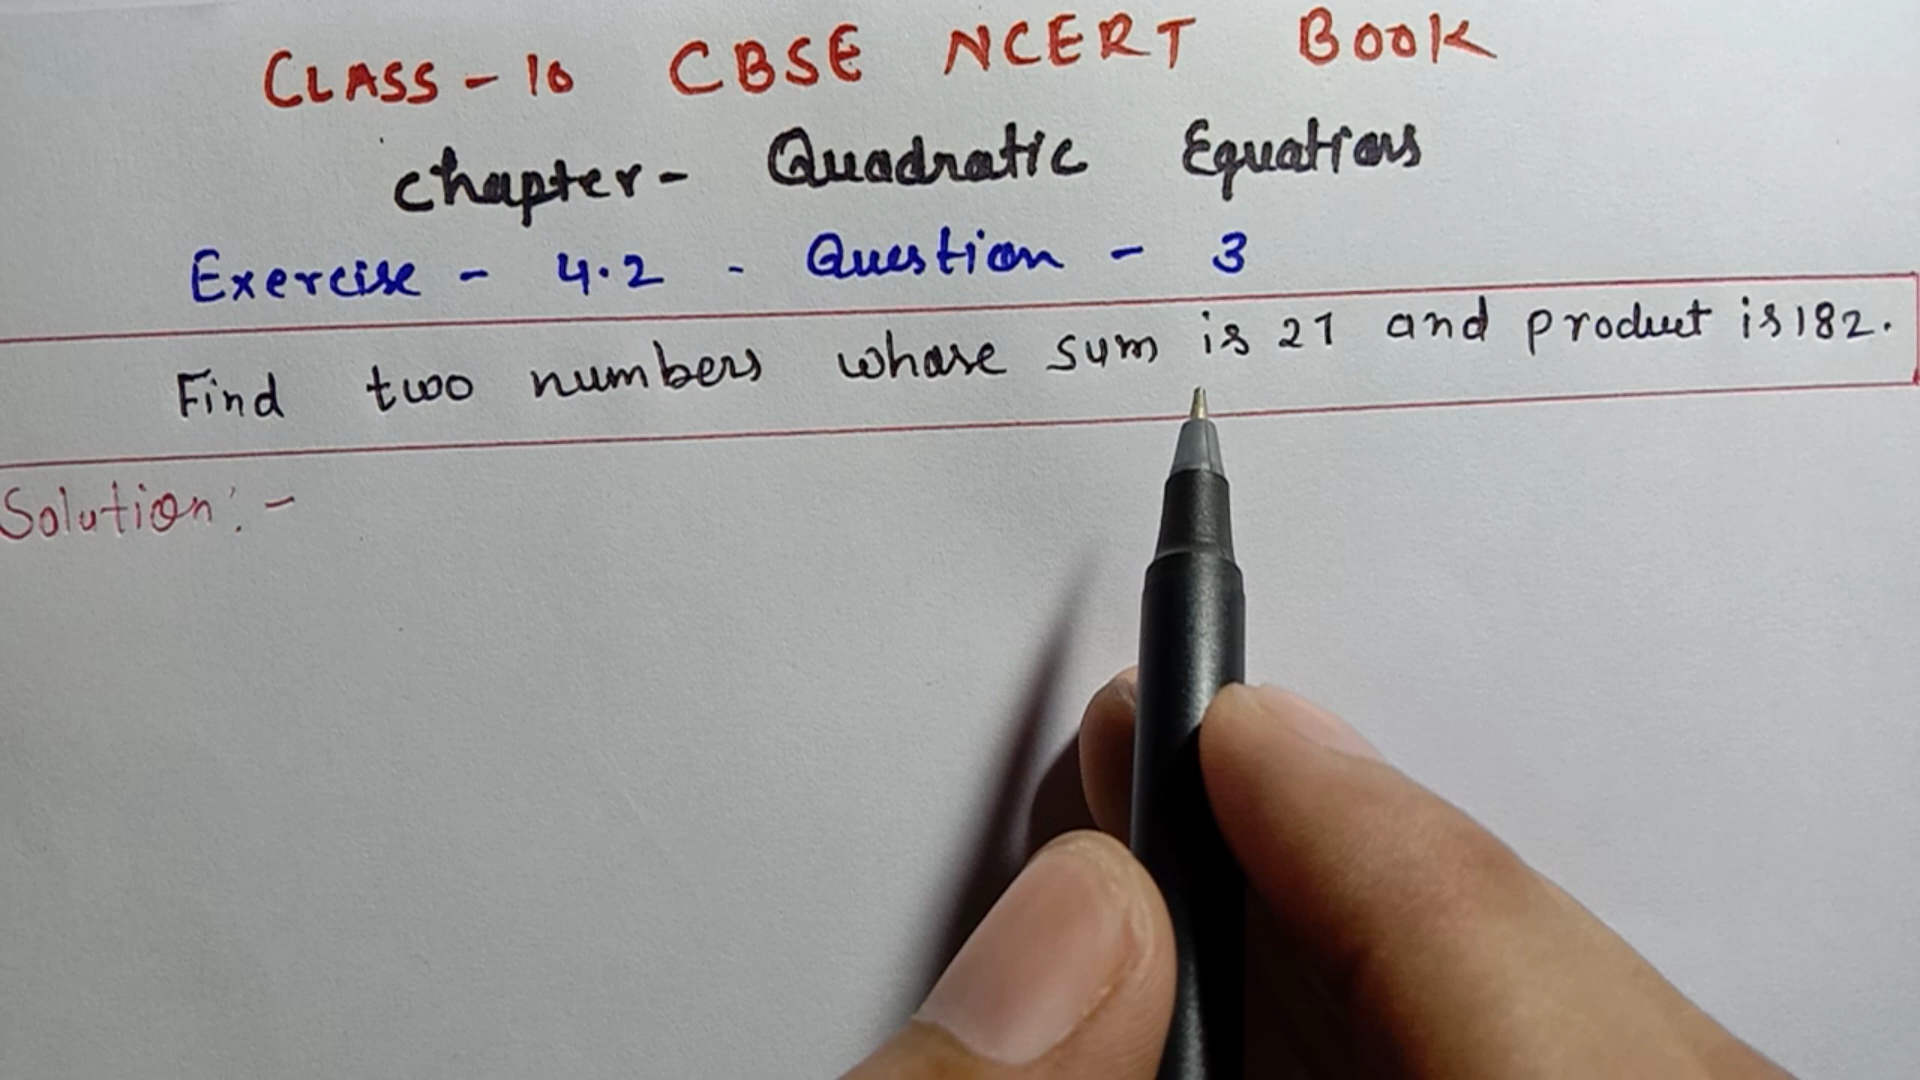 CLASS - 10 CBSE NCERT BOOK
Chapter - Quadratic Equations
Exercise - 4.2 - Question - 3
Find two numbers whose sum is 27 and product is 182.
Solution :-